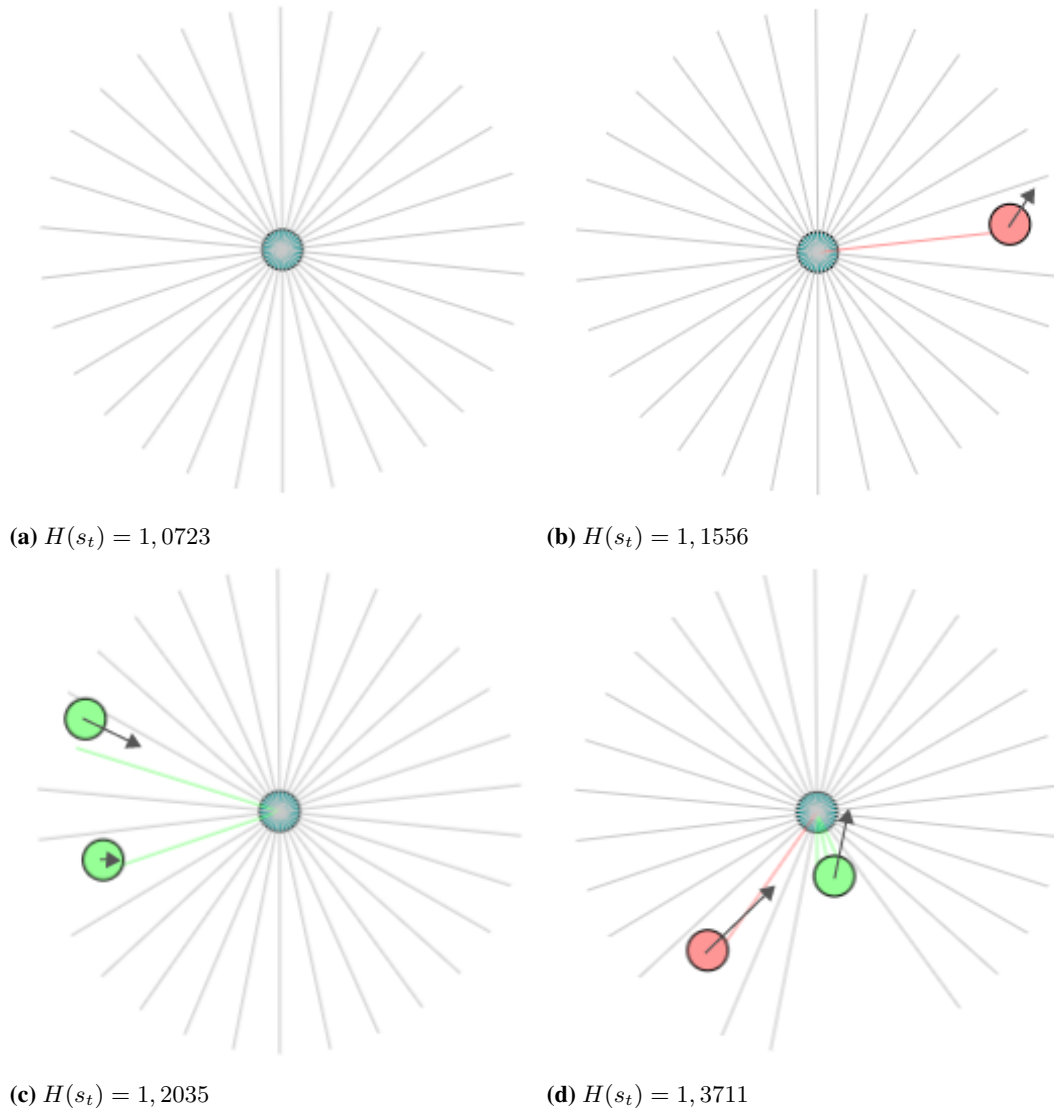 (a) H(s_t) = 1,0723
(b) H(s_t) = 1,1556
(c) H(s_t) = 1,2035
(d) H(s_t) = 1,3711